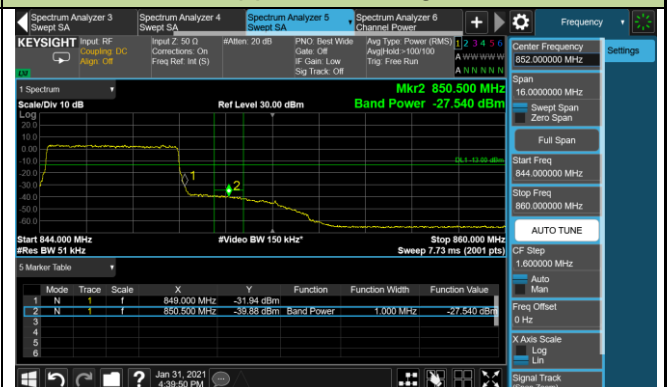 Spectrum Analyzer 3
Swept SA
Spectrum Analyzer 4
Swept SA
Spectrum Analyzer 5
Swept SA
Spectrum Analyzer 6
Channel Power
Frequency
KEYSIGHT
Input: RF
Coupling: DC
Align: Off
Input Z: 50 Ω
Corrections: On
Freq Ref: Int (S)
#Atten: 20 dB
PNO: Best Wide
Gate: Off
IF Gain: Low
Sig Track: Off
Avg Type: Power (RMS)
Avg|Hold:>100/100
Trig: Free Run
1 2 3 4 5 6
A W W W W W
A N N N N N
Center Frequency
852.000000 MHz
Settings
Span
16.0000000 MHz
Swept Span
Zero Span
Full Span
Start Freq
844.000000 MHz
Stop Freq
860.000000 MHz
AUTO TUNE
CF Step
1.600000 MHz
Auto
Man
Freq Offset
0 Hz
X Axis Scale
Log
Lin
Signal Track
1 Spectrum
Scale/Div 10 dB
Ref Level 30.00 dBm
Mkr2 850.500 MHz
Band Power -27.540 dBm
Log
20.0
10.0
0.00
-10.0
-20.0
-30.0
-40.0
-50.0
-60.0
DL1 -13.00 dBm
1
2
Start 844.000 MHz
#Video BW 150 kHz*
Stop 860.000 MHz
#Res BW 51 kHz
Sweep 7.73 ms (2001 pts)
5 Marker Table
Mode Trace Scale X Y Function Function Width Function Value
1 N 1 f 849.000 MHz -31.94 dBm
2 N 1 f 850.500 MHz -39.88 dBm Band Power 1.000 MHz -27.540 dBm
3
4
5
6
Jan 31, 2021
4:39:50 PM